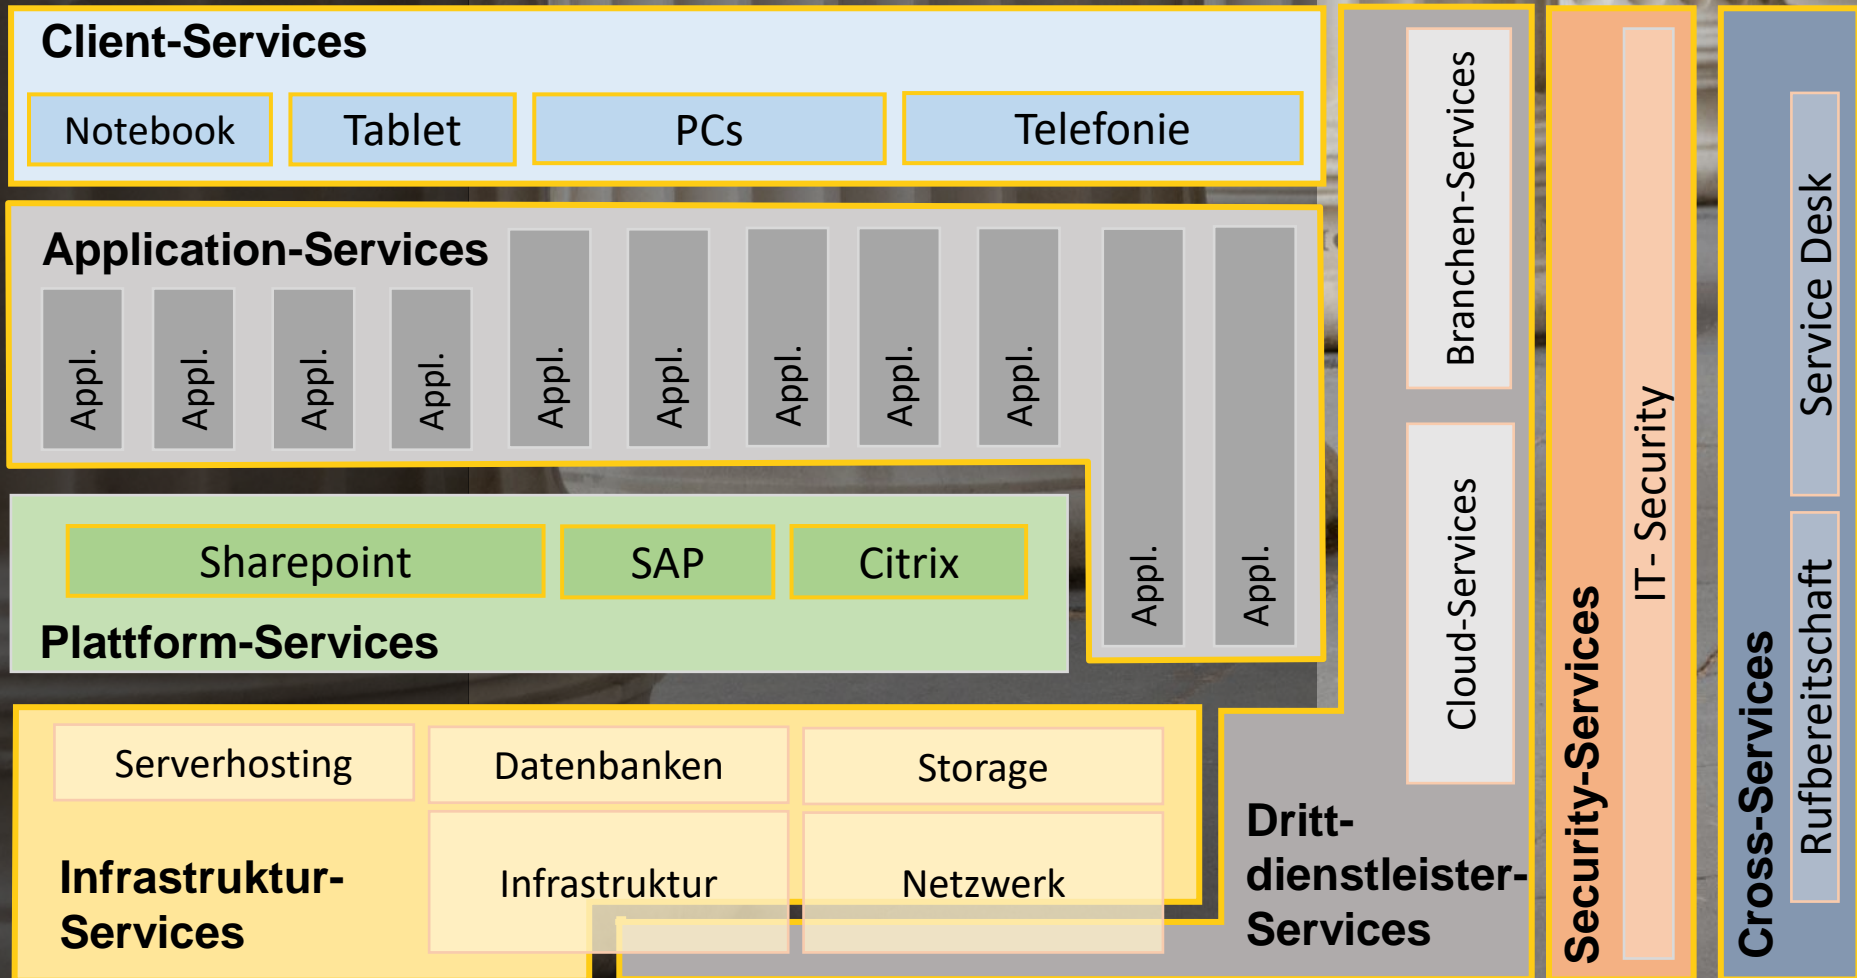 Client-Services
Notebook
Tablet
PCs
Telefonie
Application-Services
Appl.
Appl.
Appl.
Appl.
Appl.
Appl.
Appl.
Appl.
Appl.
Appl.
Appl.
Sharepoint
SAP
Citrix
Plattform-Services
Serverhosting
Datenbanken
Storage
Infrastruktur
Netzwerk
Infrastruktur-
Services
Branchen-Services
Cloud-Services
Dritt-
dienstleister-
Services
Security-Services
IT- Security
Cross-Services
Service Desk
Rufbereitschaft